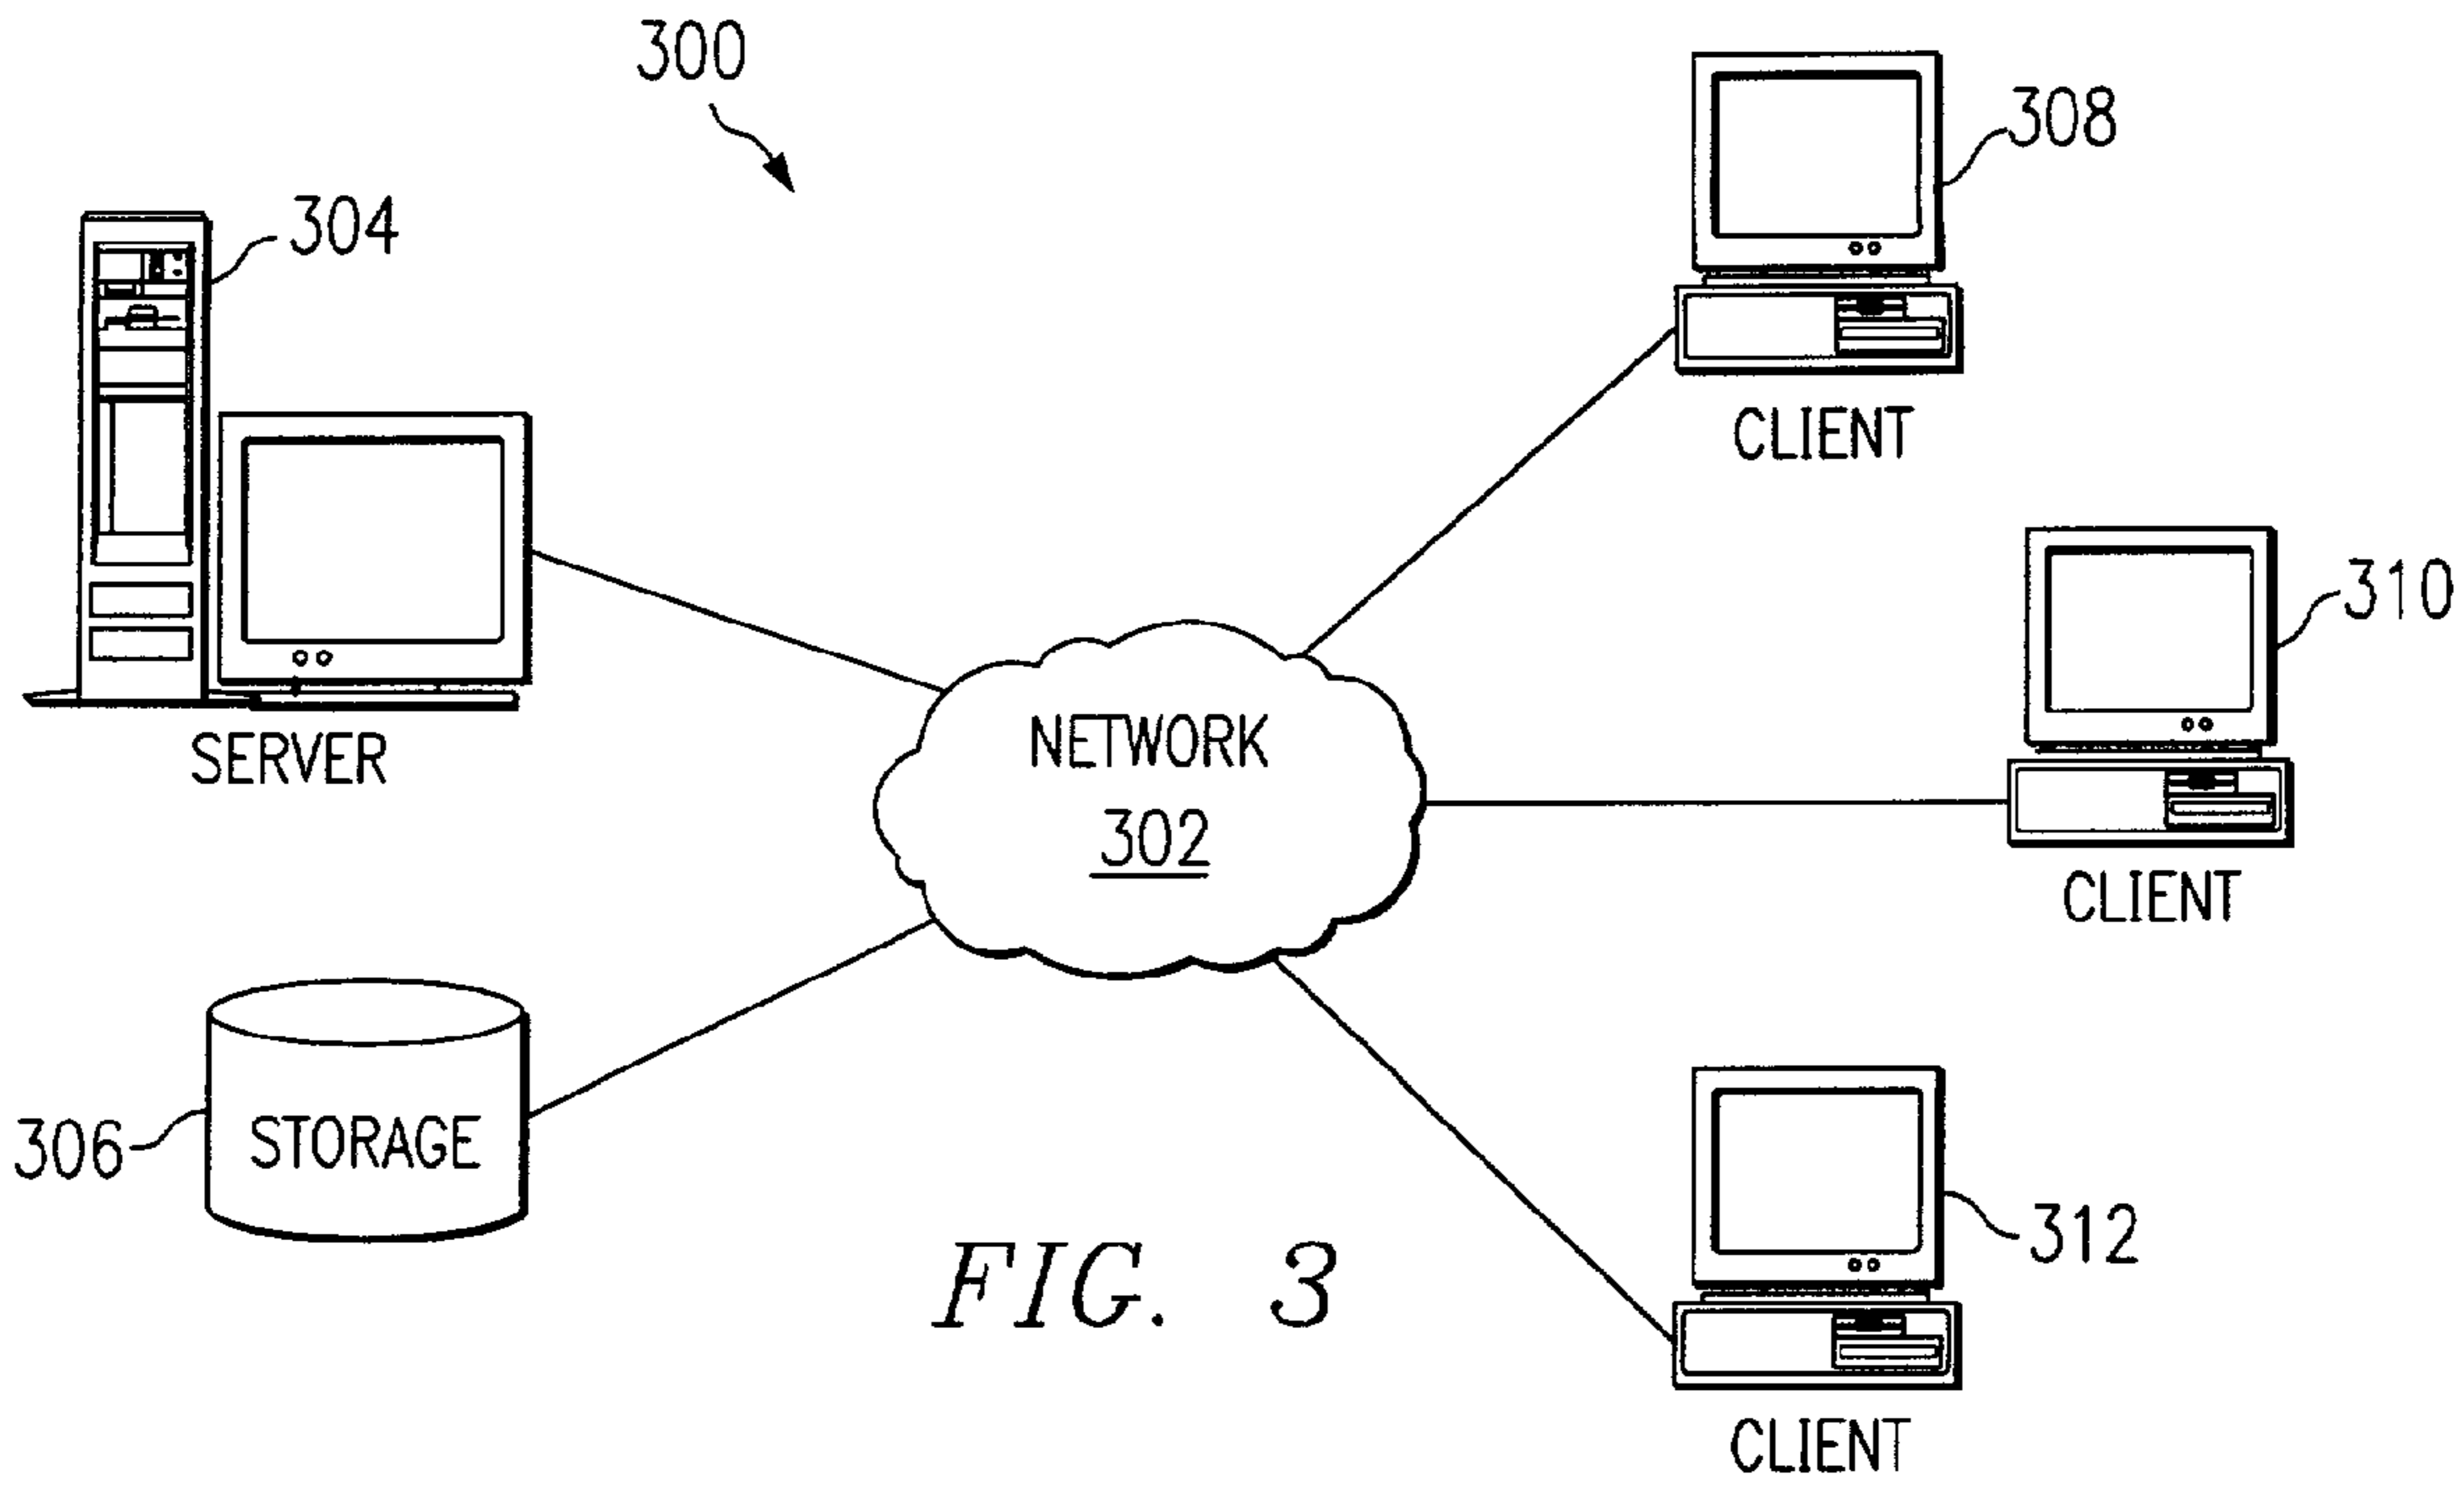 300
308
304
CLIENT
310
SERVER
NETWORK
302
CLIENT
306
STORAGE
312
FIG. 3
CLIENT